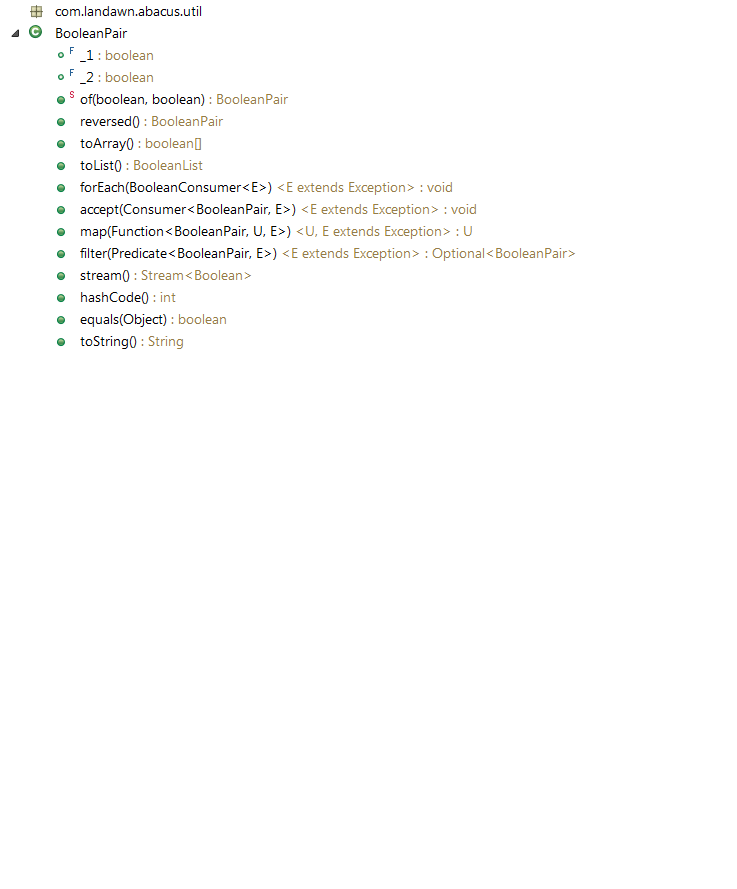 com.landawn.abacus.util
BooleanPair
F _1 : boolean
F _2 : boolean
S of(boolean, boolean) : BooleanPair
reversed() : BooleanPair
toArray() : boolean[]
toList() : BooleanList
forEach(BooleanConsumer<E>) <E extends Exception> : void
accept(Consumer<BooleanPair, E>) <E extends Exception> : void
map(Function<BooleanPair, U, E>) <U, E extends Exception> : U
filter(Predicate<BooleanPair, E>) <E extends Exception> : Optional<BooleanPair>
stream() : Stream<Boolean>
hashCode() : int
equals(Object) : boolean
toString() : String